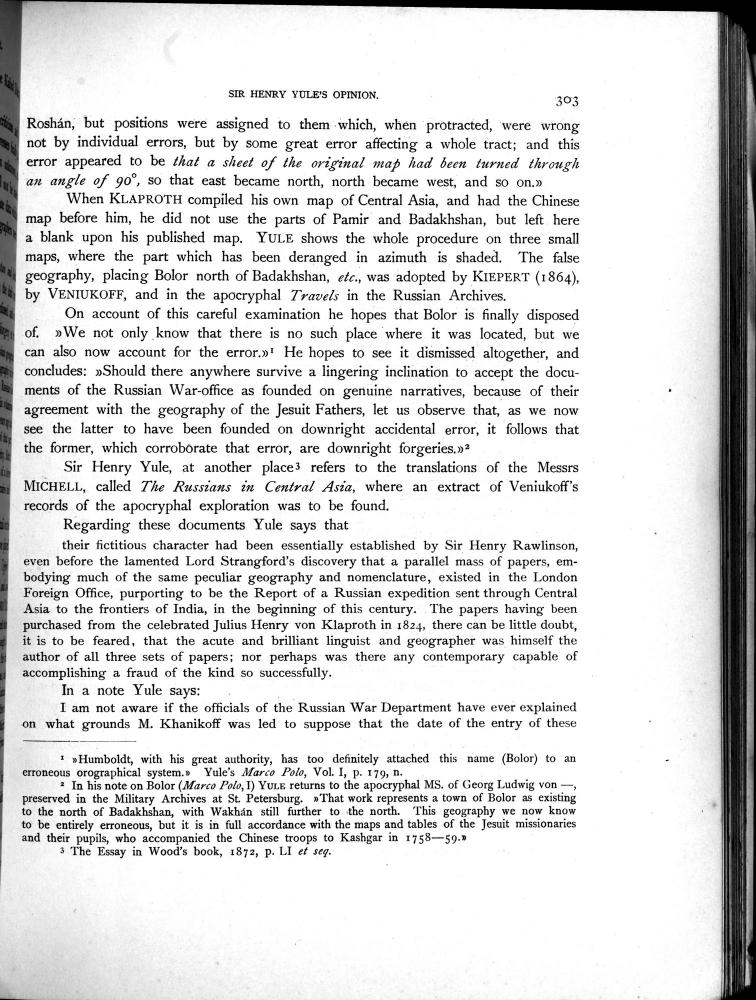 SIR HENRY YULE'S OPINION.
303
Roshán, but positions were assigned to them which, when protracted, were wrong
not by individual errors, but by some great error affecting a whole tract; and this
error appeared to be that a sheet of the original map had been turned through
an angle of 90°, so that east became north, north became west, and so on.»
When KLAPROTH compiled his own map of Central Asia, and had the Chinese
map before him, he did not use the parts of Pamir and Badakhshan, but left here
a blank upon his published map. YULE shows the whole procedure on three small
maps, where the part which has been deranged in azimuth is shaded. The false
geography, placing Bolor north of Badakhshan, etc., was adopted by KIEPERT (1864),
by VENIUKOFF, and in the apocryphal Travels in the Russian Archives.
On account of this careful examination he hopes that Bolor is finally disposed
of. »We not only know that there is no such place where it was located, but we
can also now account for the error.»¹ He hopes to see it dismissed altogether, and
concludes: »Should there anywhere survive a lingering inclination to accept the docu-
ments of the Russian War-office as founded on genuine narratives, because of their
agreement with the geography of the Jesuit Fathers, let us observe that, as we now
see the latter to have been founded on downright accidental error, it follows that
the former, which corroborate that error, are downright forgeries.»²
Sir Henry Yule, at another place³ refers to the translations of the Messrs
MICHELL, called The Russians in Central Asia, where an extract of Veniukoff's
records of the apocryphal exploration was to be found.
Regarding these documents Yule says that
their fictitious character had been essentially established by Sir Henry Rawlinson,
even before the lamented Lord Strangford's discovery that a parallel mass of papers, em-
bodying much of the same peculiar geography and nomenclature, existed in the London
Foreign Office, purporting to be the Report of a Russian expedition sent through Central
Asia to the frontiers of India, in the beginning of this century. The papers having been
purchased from the celebrated Julius Henry von Klaproth in 1824, there can be little doubt,
it is to be feared, that the acute and brilliant linguist and geographer was himself the
author of all three sets of papers; nor perhaps was there any contemporary capable of
accomplishing a fraud of the kind so successfully.
In a note Yule says:
I am not aware if the officials of the Russian War Department have ever explained
on what grounds M. Khanikoff was led to suppose that the date of the entry of these
¹ »Humboldt, with his great authority, has too definitely attached this name (Bolor) to an
erroneous orographical system.» Yule's Marco Polo, Vol. I, p. 179, n.
² In his note on Bolor (Marco Polo, I) YULE returns to the apocryphal MS. of Georg Ludwig von —,
preserved in the Military Archives at St. Petersburg. »That work represents a town of Bolor as existing
to the north of Badakhshan, with Wakhán still further to the north. This geography we now know
to be entirely erroneous, but it is in full accordance with the maps and tables of the Jesuit missionaries
and their pupils, who accompanied the Chinese troops to Kashgar in 1758—59.»
³ The Essay in Wood's book, 1872, p. LI et seq.